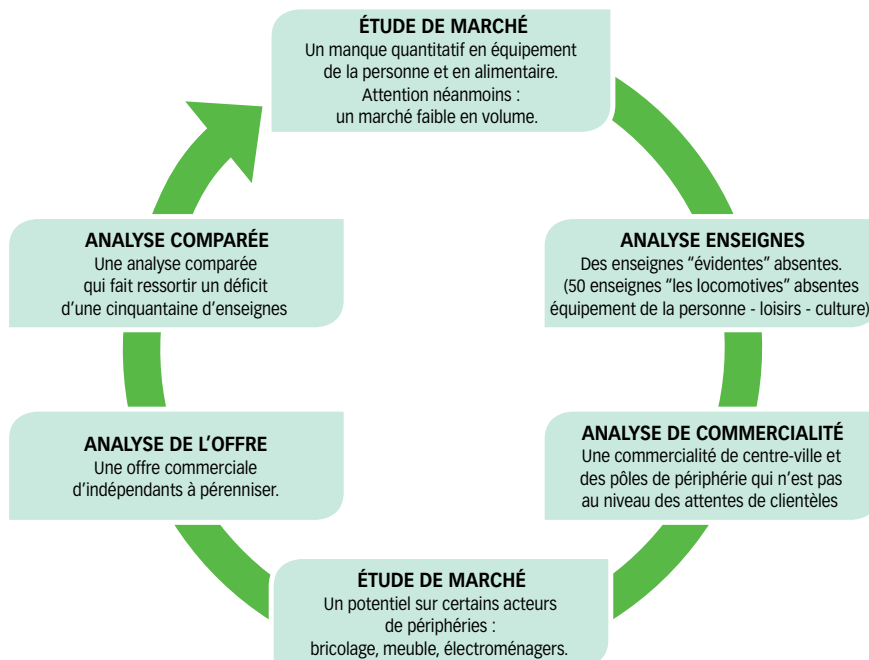 ÉTUDE DE MARCHÉ
Un manque quantitatif en équipement
de la personne et en alimentaire.
Attention néanmoins :
un marché faible en volume.
ANALYSE ENSEIGNES
Des enseignes "évidentes" absentes.
(50 enseignes "les locomotives" absentes
équipement de la personne - loisirs - culture)
ANALYSE DE COMMERCIALITÉ
Une commercialité de centre-ville et
des pôles de périphérie qui n'est pas
au niveau des attentes de clientèles
ÉTUDE DE MARCHÉ
Un potentiel sur certains acteurs
de périphéries :
bricolage, meuble, électroménagers.
ANALYSE DE L'OFFRE
Une offre commerciale
d'indépendants à pérenniser.
ANALYSE COMPARÉE
Une analyse comparée
qui fait ressortir un déficit
d'une cinquantaine d'enseignes